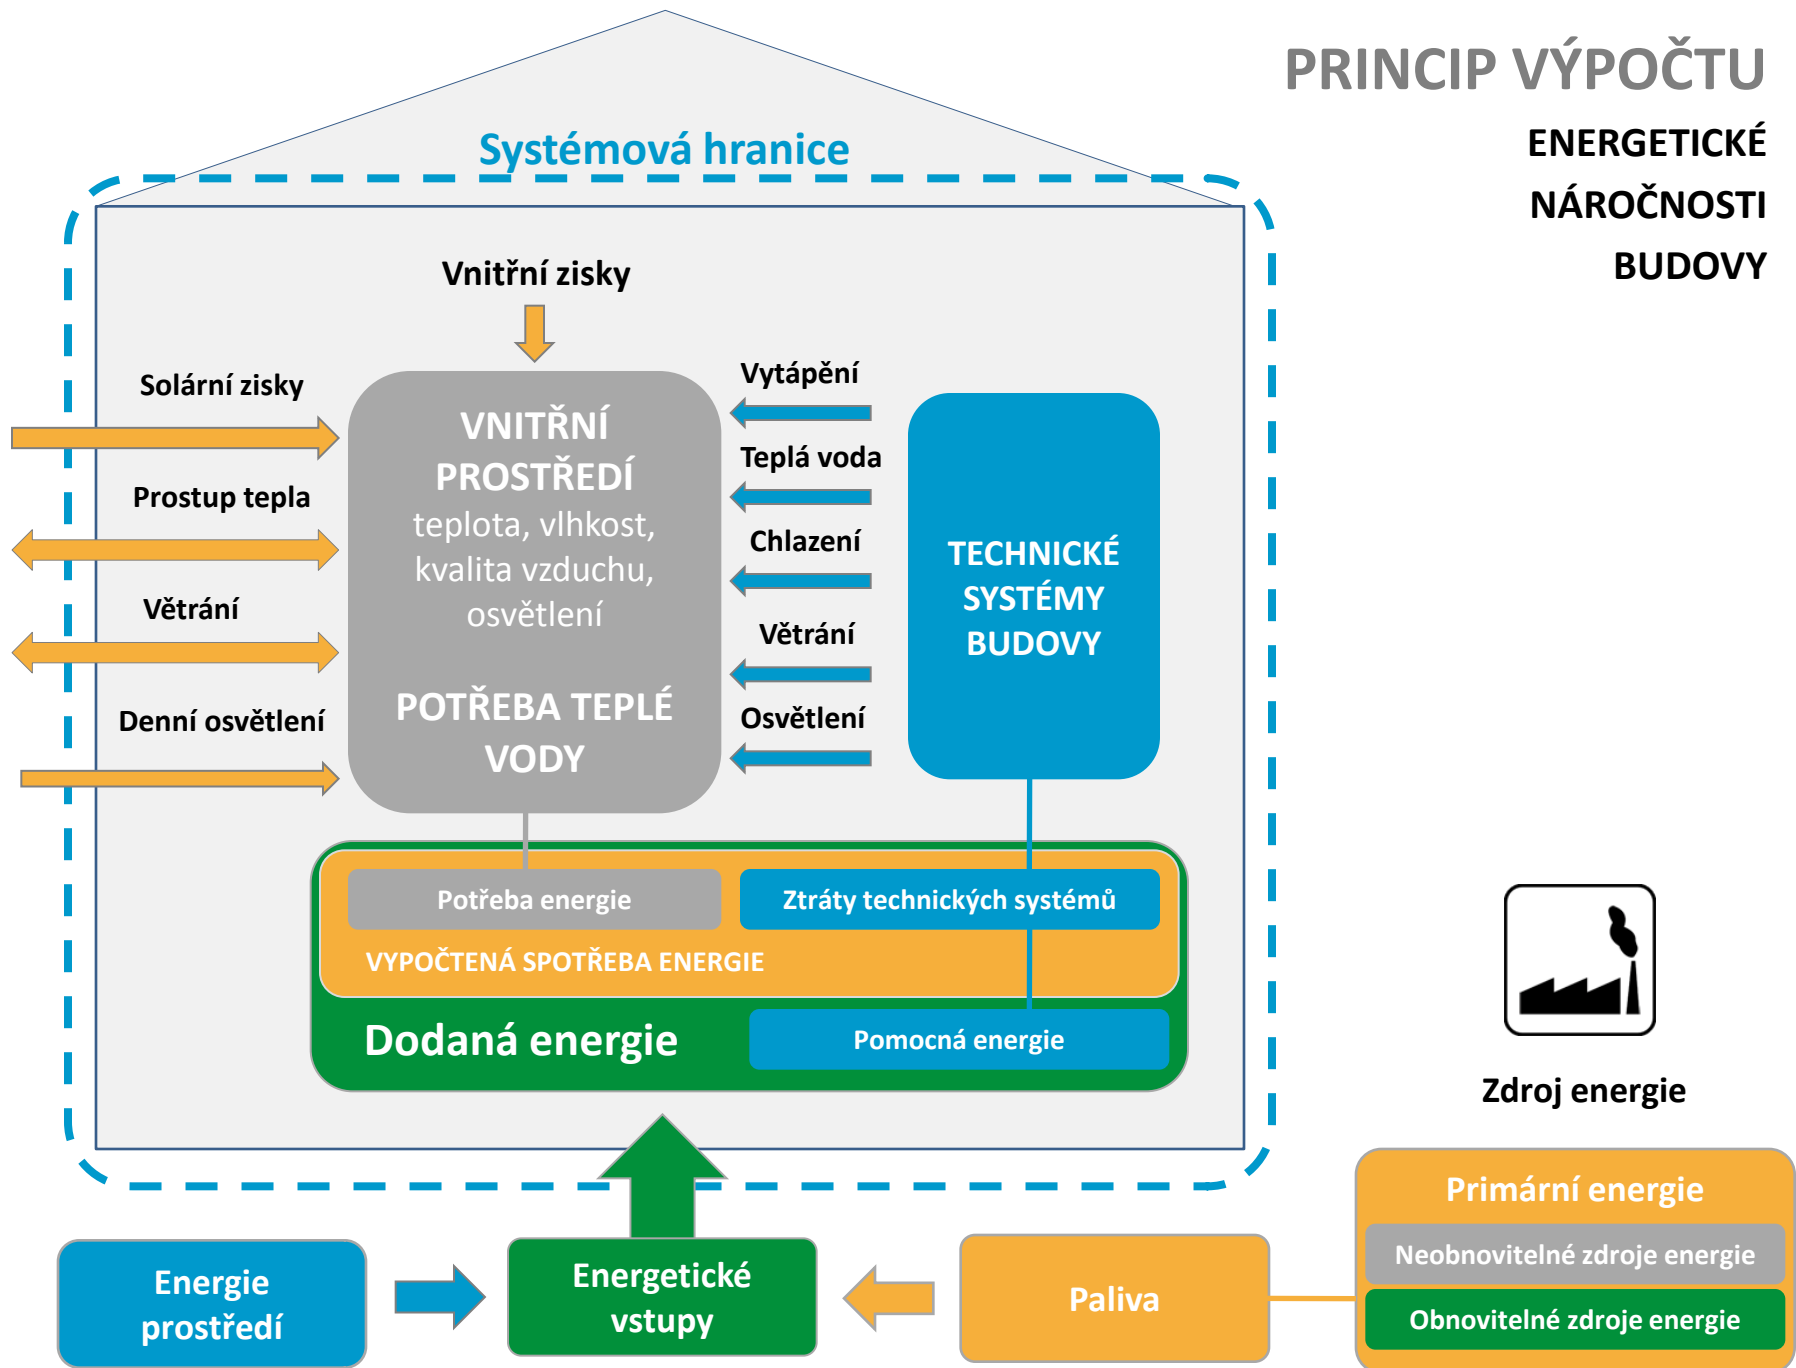 PRINCIP VÝPOČTU
ENERGETICKÉ
NÁROČNOSTI
BUDOVY
Systémová hranice
Vnitřní zisky
Solární zisky
Prostup tepla
Větrání
Denní osvětlení
VNITŘNÍ
PROSTŘEDÍ
teplota, vlhkost,
kvalita vzduchu,
osvětlení
POTŘEBA TEPLÉ
VODY
Vytápění
Teplá voda
Chlazení
Větrání
Osvětlení
TECHNICKÉ
SYSTÉMY
BUDOVY
Potřeba energie
Ztráty technických systémů
VYPOČTENÁ SPOTŘEBA ENERGIE
Dodaná energie
Pomocná energie
Zdroj energie
Energie
prostředí
Energetické
vstupy
Paliva
Primární energie
Neobnovitelné zdroje energie
Obnovitelné zdroje energie